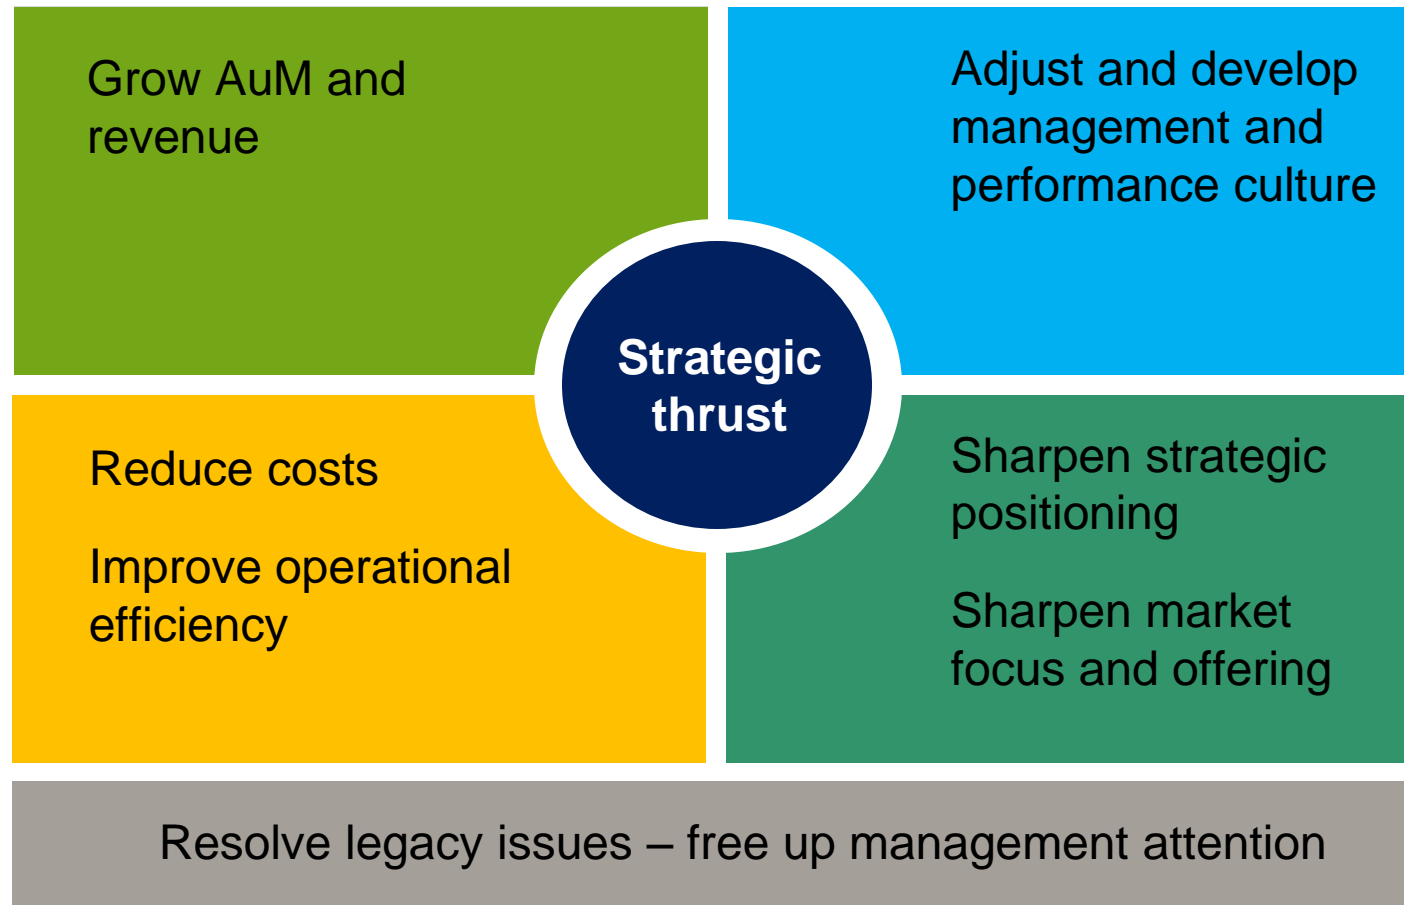 Grow AuM and
revenue
Adjust and develop
management and
performance culture
Strategic
thrust
Reduce costs
Improve operational
efficiency
Sharpen strategic
positioning
Sharpen market
focus and offering
Resolve legacy issues – free up management attention